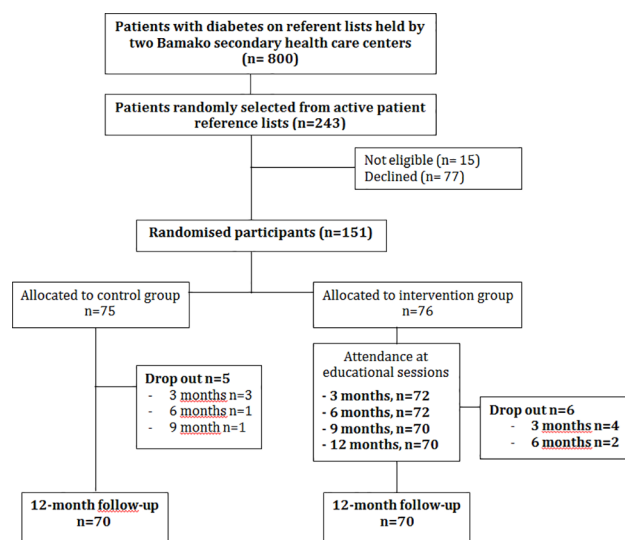 Patients with diabetes on referent lists held by
two Bamako secondary health care centers
(n= 800)
Patients randomly selected from active patient
reference lists (n=243)
Not eligible (n= 15)
Declined (n= 77)
Randomised participants (n=151)
Allocated to control group
n=75
Allocated to intervention group
n=76
Drop out n=5
- 3 months n=3
- 6 months n=1
- 9 month n=1
Attendance at
educational sessions
- 3 months, n=72
- 6 months, n=72
- 9 months, n=70
- 12 months, n=70
Drop out n=6
- 3 months n=4
- 6 months n=2
12-month follow-up
n=70
12-month follow-up
n=70